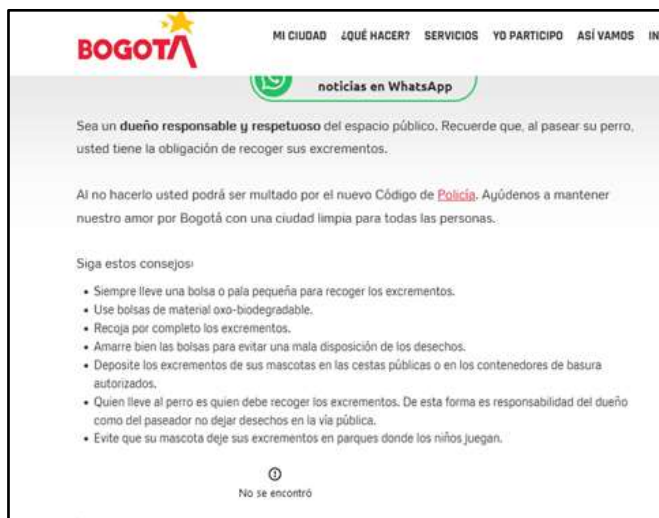 BOGOTÁ
MI CIUDAD ¿QUÉ HACER? SERVICIOS YO PARTICIPO ASÍ VAMOS IN
noticias en WhatsApp
Sea un dueño responsable y respetuoso del espacio público. Recuerde que, al pasear su perro,
usted tiene la obligación de recoger sus excrementos.
Al no hacerlo usted podrá ser multado por el nuevo Código de Policía. Ayúdenos a mantener
nuestro amor por Bogotá con una ciudad limpia para todas las personas.
Siga estos consejos:
• Siempre lleve una bolsa o pala pequeña para recoger los excrementos.
• Use bolsas de material oxo-biodegradable.
• Recoja por completo los excrementos.
• Amarre bien las bolsas para evitar una mala disposición de los desechos.
• Deposite los excrementos de sus mascotas en las cestas públicas o en los contenedores de basura
autorizados.
• Quien lleve al perro es quien debe recoger los excrementos. De esta forma es responsabilidad del dueño
como del paseador no dejar desechos en la vía pública.
• Evite que su mascota deje sus excrementos en parques donde los niños juegan.
No se encontró